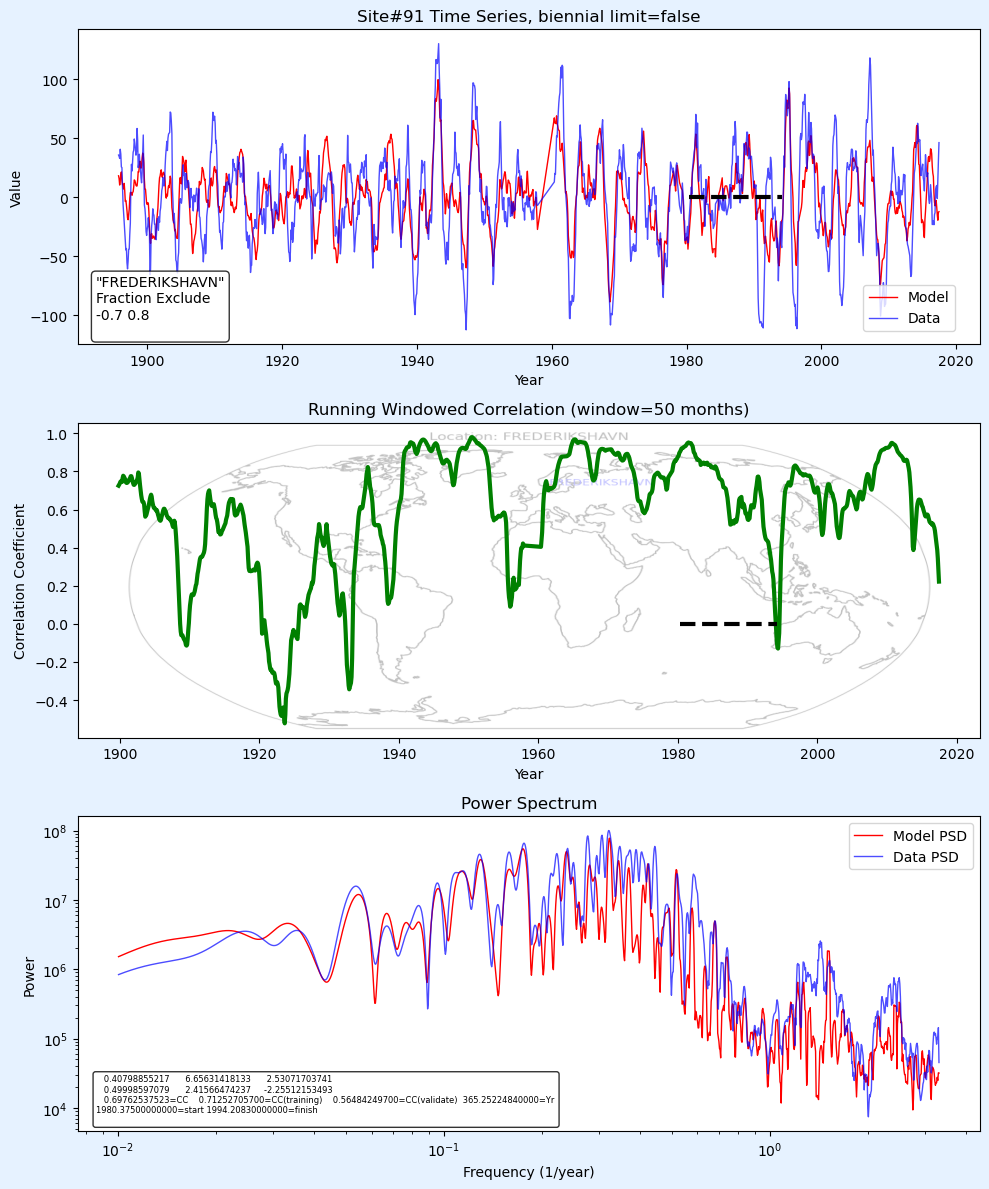 Site#91 Time Series, biennial limit=false
Value
100
50
0
−50
−100
"FREDERIKSHAVN"
Fraction Exclude
-0.7 0.8
Model
Data
1900 1920 1940 1960 1980 2000 2020
Year
Running Windowed Correlation (window=50 months)
Location: FREDERIKSHAVN
FREDERIKSHAVN
Correlation Coefficient
1.0
0.8
0.6
0.4
0.2
0.0
−0.2
−0.4
1900 1920 1940 1960 1980 2000 2020
Year
Power Spectrum
Power
10^8
10^7
10^6
10^5
10^4
Model PSD
Data PSD
0.40798855217 6.65631418133 2.53071703741
0.49998597079 2.41566474237 -2.25512153493
0.69762537523=CC 0.71252705700=CC(training) 0.56484249700=CC(validate) 365.25224840000=Yr
1980.37500000000=start 1994.20830000000=finish
10^−2 10^−1 10^0
Frequency (1/year)